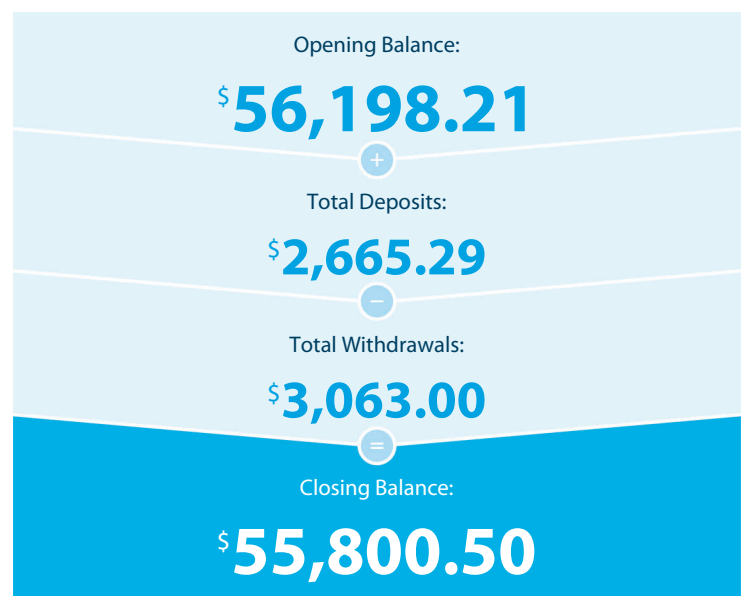 Opening Balance:
$56,198.21
+
Total Deposits:
$2,665.29
−
Total Withdrawals:
$3,063.00
=
Closing Balance:
$55,800.50